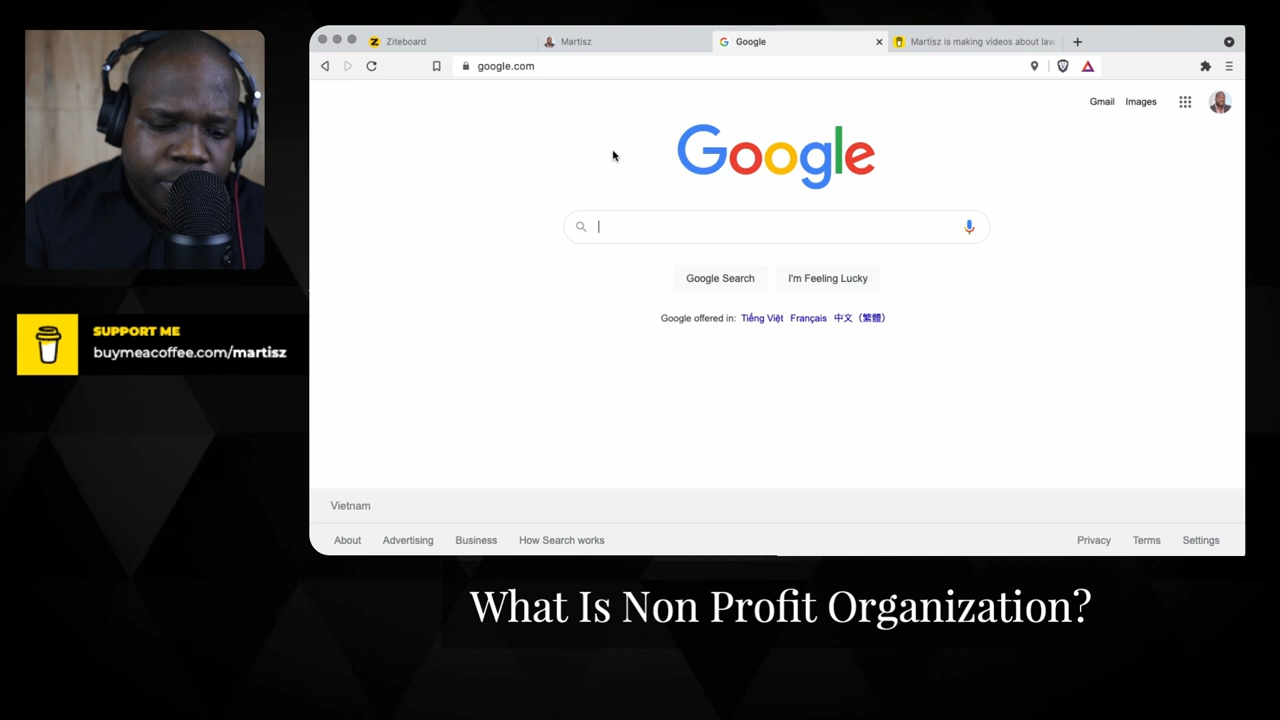 Ziteboard
Martisz
Google
Martisz is making videos about law
google.com
Gmail
Images
Google
Google Search
I'm Feeling Lucky
Google offered in: Tiếng Việt Français 中文（繁體）
SUPPORT ME
buymeacoffee.com/martisz
Vietnam
About
Advertising
Business
How Search works
Privacy
Terms
Settings
What Is Non Profit Organization?